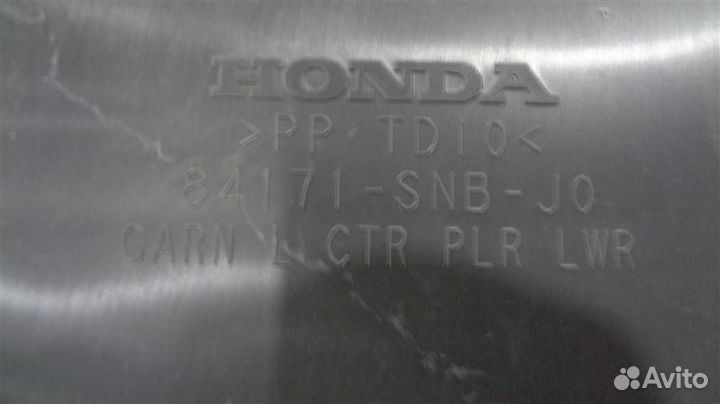 HONDA
>PP TD10<
84171-SNB-J0
GARN L CTR PLR LWR
Avito